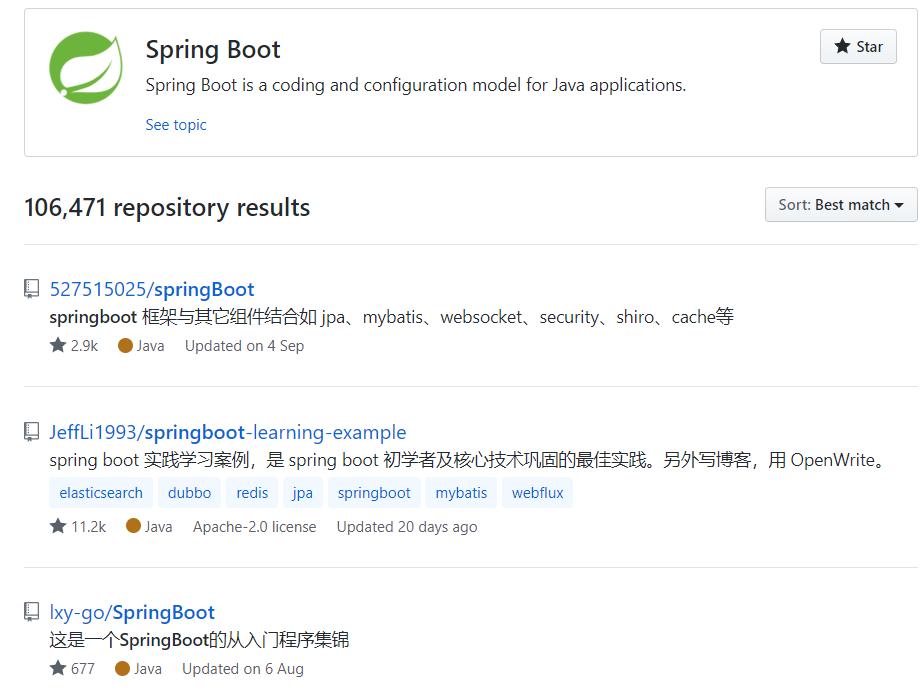 Spring Boot
Star
Spring Boot is a coding and configuration model for Java applications.
See topic
106,471 repository results
Sort: Best match
527515025/springBoot
springboot 框架与其它组件结合如 jpa、mybatis、websocket、security、shiro、cache等
2.9k Java Updated on 4 Sep
JeffLi1993/springboot-learning-example
spring boot 实践学习案例，是 spring boot 初学者及核心技术巩固的最佳实践。另外写博客，用 OpenWrite。
elasticsearch dubbo redis jpa springboot mybatis webflux
11.2k Java Apache-2.0 license Updated 20 days ago
lxy-go/SpringBoot
这是一个SpringBoot的从入门程序集锦
677 Java Updated on 6 Aug